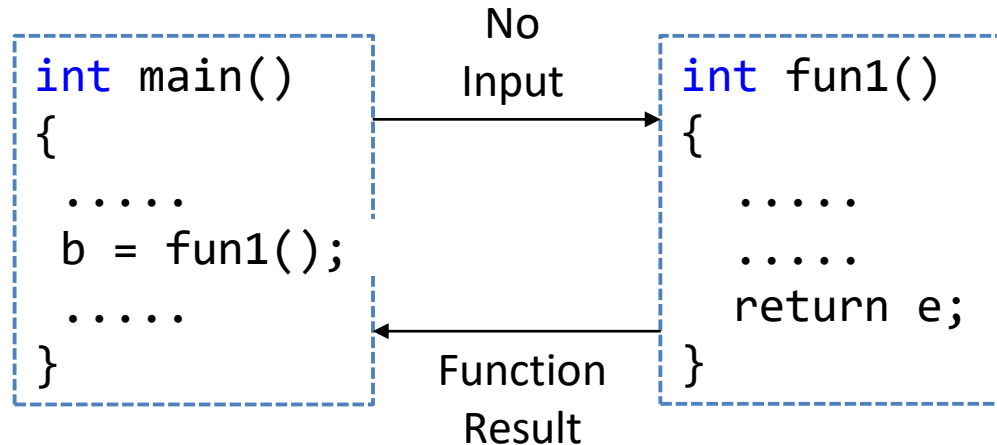 int main()
{
.....
b = fun1();
.....
}
No
Input
Function
Result
int fun1()
{
.....
.....
return e;
}